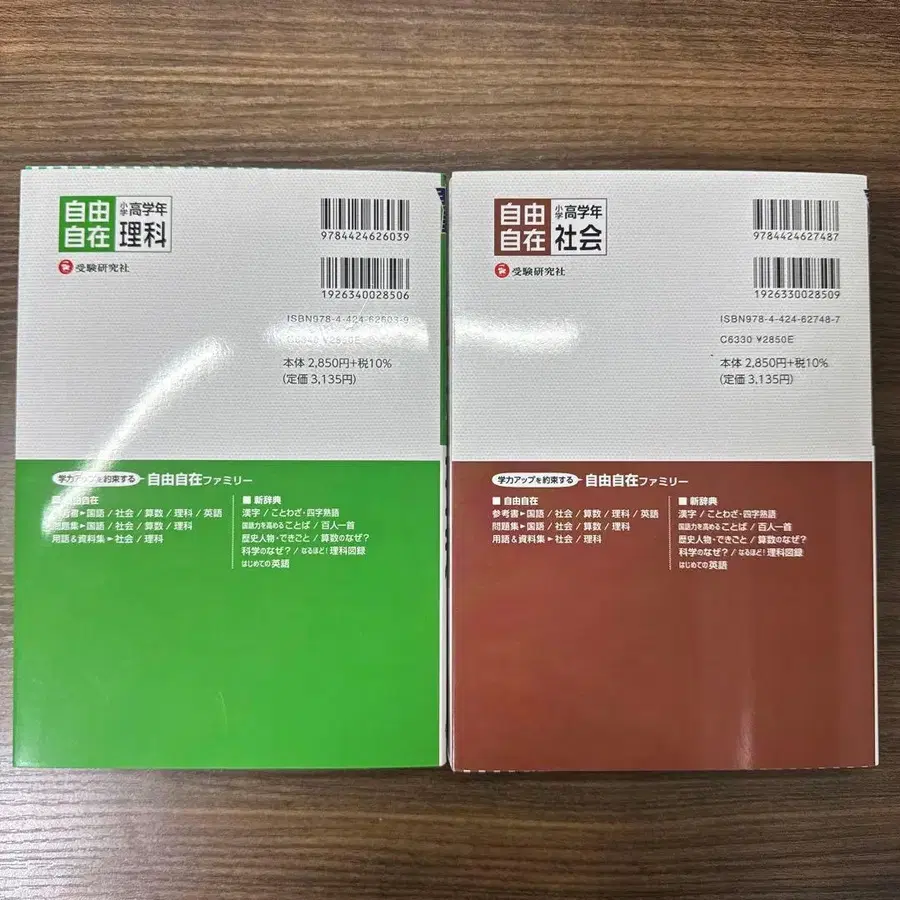 自由自在
小学高学年
理科
受験研究社
9784424626039
1926340028506
ISBN978-4-424-62603-9
C6340 ¥2850E
本体 2,850円+税10%
(定価 3,135円)
学力アップを約束する 自由自在ファミリー
自由自在
考書▶国語/社会/算数/理科/英語
題集▶国語/社会/算数/理科
用語&資料集▶社会/理科
■ 新辞典
漢字/ことわざ・四字熟語
国語力を高めることば/百人一首
歴史人物・できごと/算数のなぜ?
科学のなぜ?/なるほど!理科図録
はじめての英語
自由自在
小学高学年
社会
受験研究社
9784424627487
1926330028509
ISBN978-4-424-62748-7
C6330 ¥2850E
本体 2,850円+税10%
(定価 3,135円)
学力アップを約束する 自由自在ファミリー
■ 自由自在
参考書▶国語/社会/算数/理科/英語
問題集▶国語/社会/算数/理科
用語&資料集▶社会/理科
■ 新辞典
漢字/ことわざ・四字熟語
国語力を高めることば/百人一首
歴史人物・できごと/算数のなぜ?
科学のなぜ?/なるほど!理科図録
はじめての英語